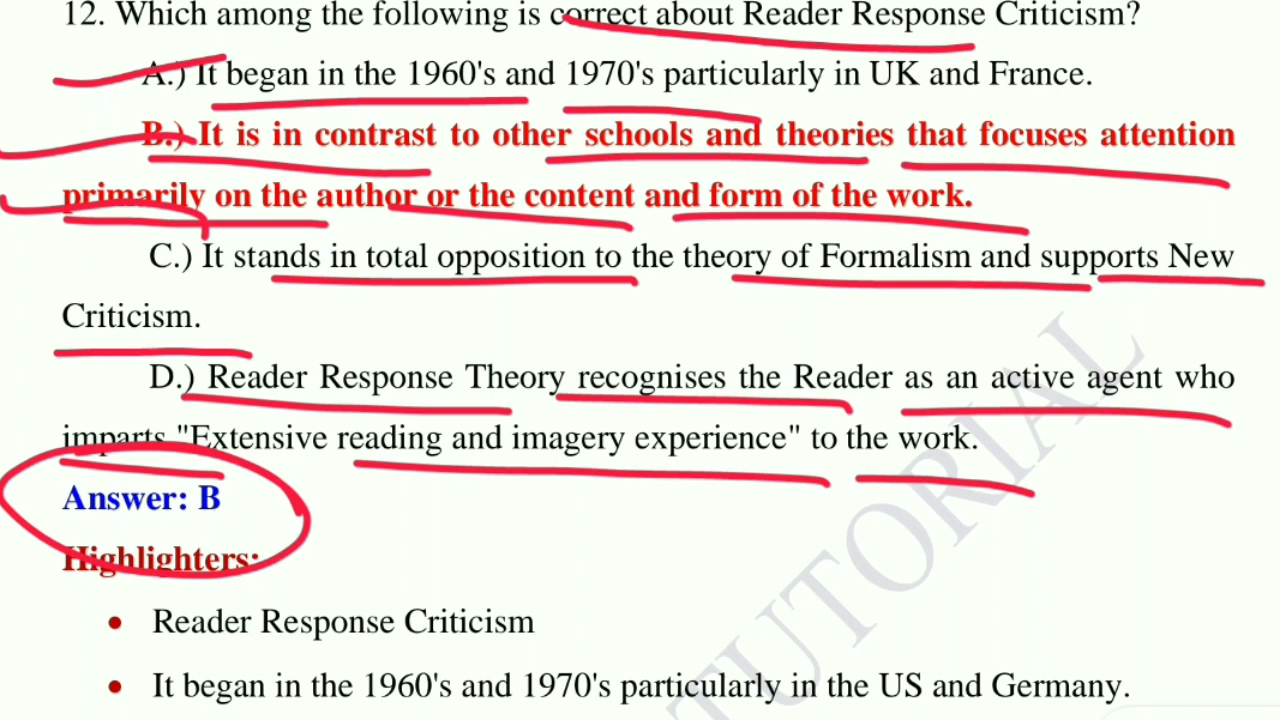 12. Which among the following is correct about Reader Response Criticism?
A.) It began in the 1960's and 1970's particularly in UK and France.
B.) It is in contrast to other schools and theories that focuses attention
primarily on the author or the content and form of the work.
C.) It stands in total opposition to the theory of Formalism and supports New
Criticism.
D.) Reader Response Theory recognises the Reader as an active agent who
imparts "Extensive reading and imagery experience" to the work.
Answer: B
Highlighters:
• Reader Response Criticism
• It began in the 1960's and 1970's particularly in the US and Germany.
TUTORIAL